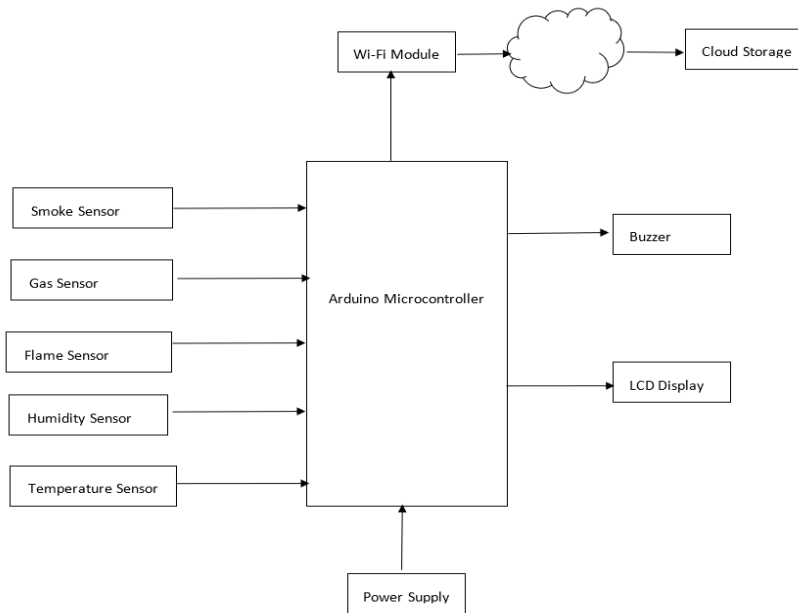 Wi-Fi Module
Cloud Storage
Smoke Sensor
Buzzer
Gas Sensor
Arduino Microcontroller
Flame Sensor
LCD Display
Humidity Sensor
Temperature Sensor
Power Supply